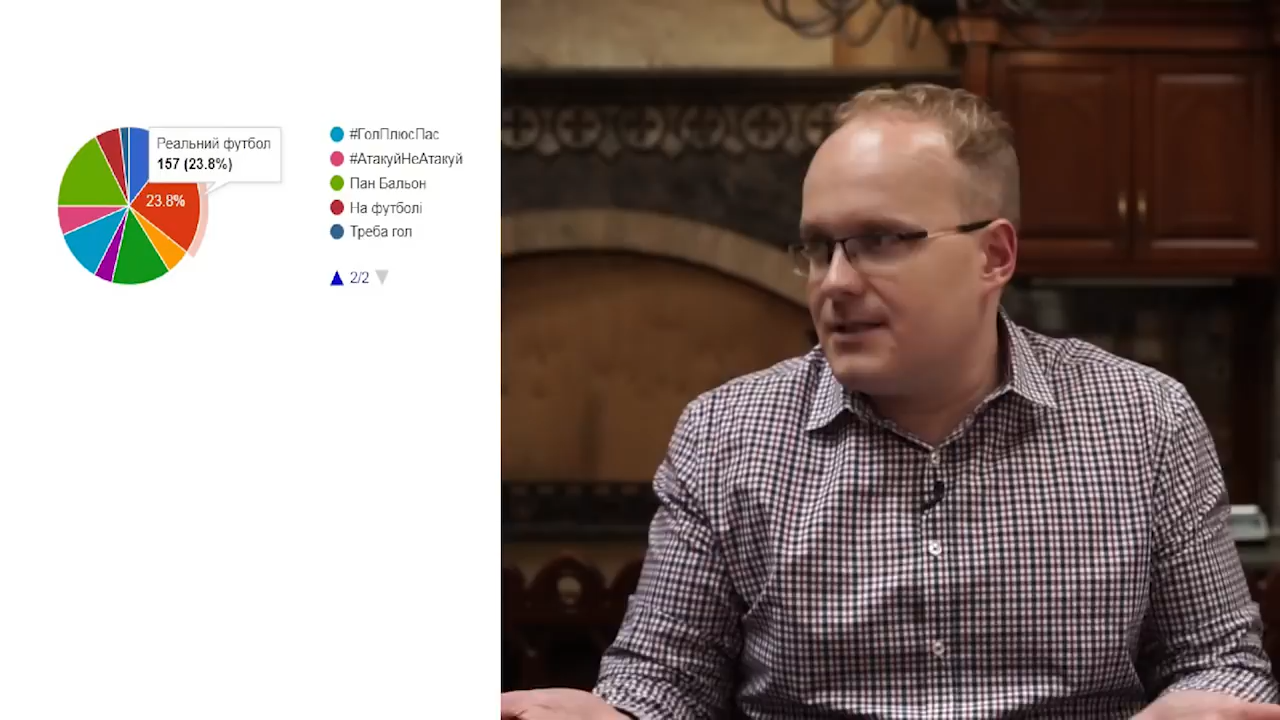 Реальний футбол
157 (23.8%)
23.8%
#ГолПлюсПас
#АтакуйНеАтакуй
Пан Бальон
На футболі
Треба гол
2/2